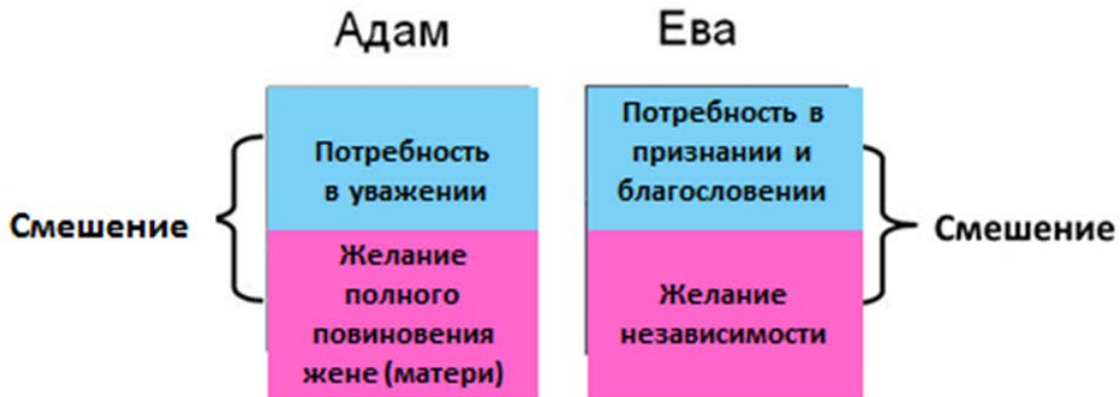 Адам
Ева
Смешение
Потребность
в уважении
Желание
полного
повиновения
жене (матери)
Потребность в
признании и
благословении
Желание
независимости
Смешение